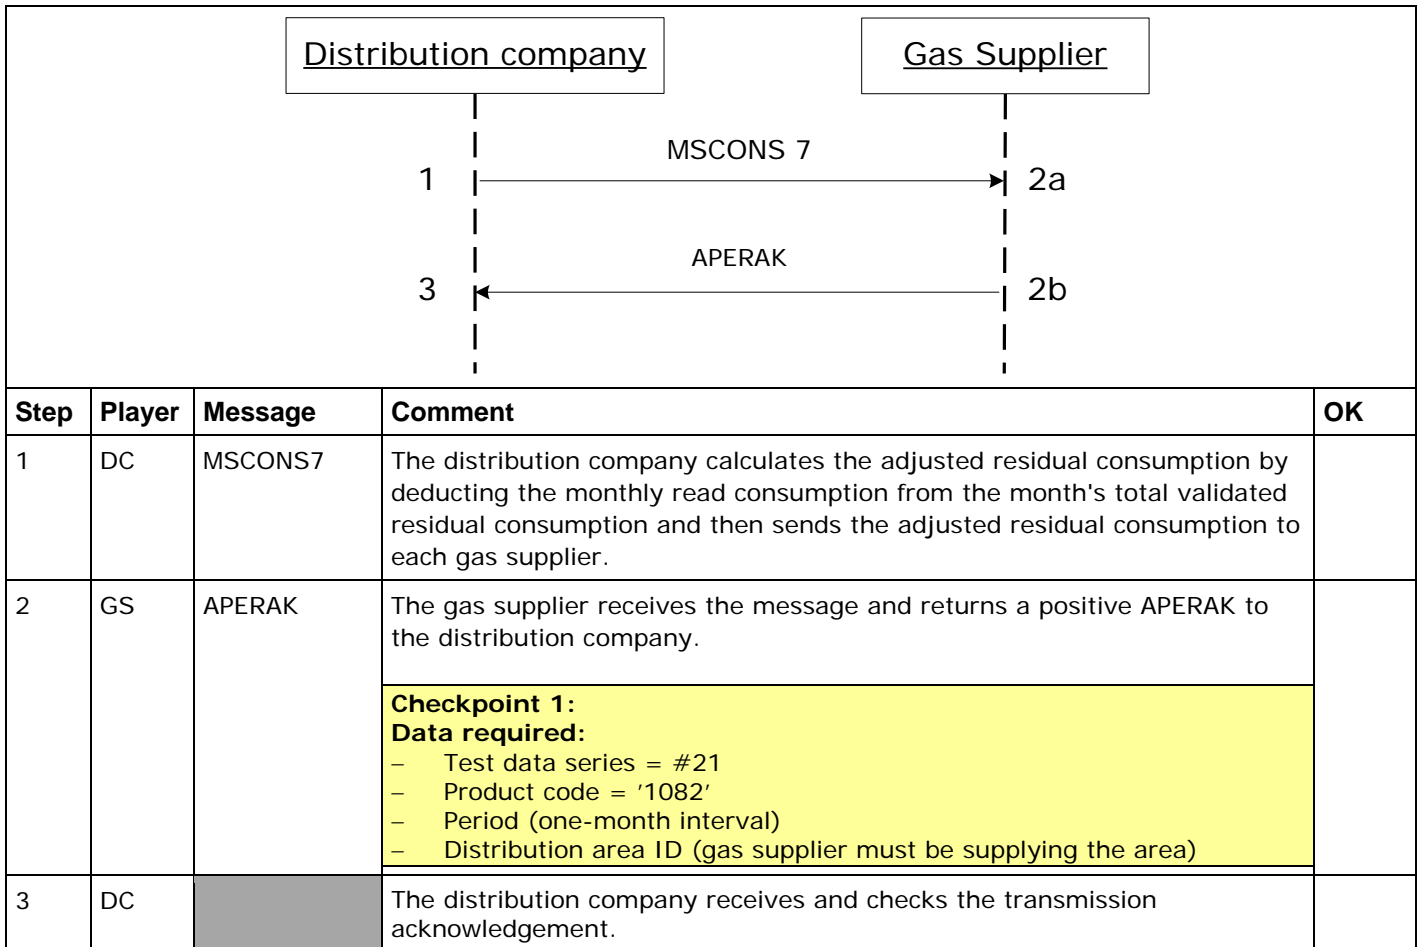 Distribution company
Gas Supplier
MSCONS 7
1
2a
APERAK
3
2b
Step Player Message Comment OK
1 DC MSCONS7 The distribution company calculates the adjusted residual consumption by
deducting the monthly read consumption from the month's total validated
residual consumption and then sends the adjusted residual consumption to
each gas supplier.
2 GS APERAK The gas supplier receives the message and returns a positive APERAK to
the distribution company.
Checkpoint 1:
Data required:
– Test data series = #21
– Product code = '1082'
– Period (one-month interval)
– Distribution area ID (gas supplier must be supplying the area)
3 DC The distribution company receives and checks the transmission
acknowledgement.